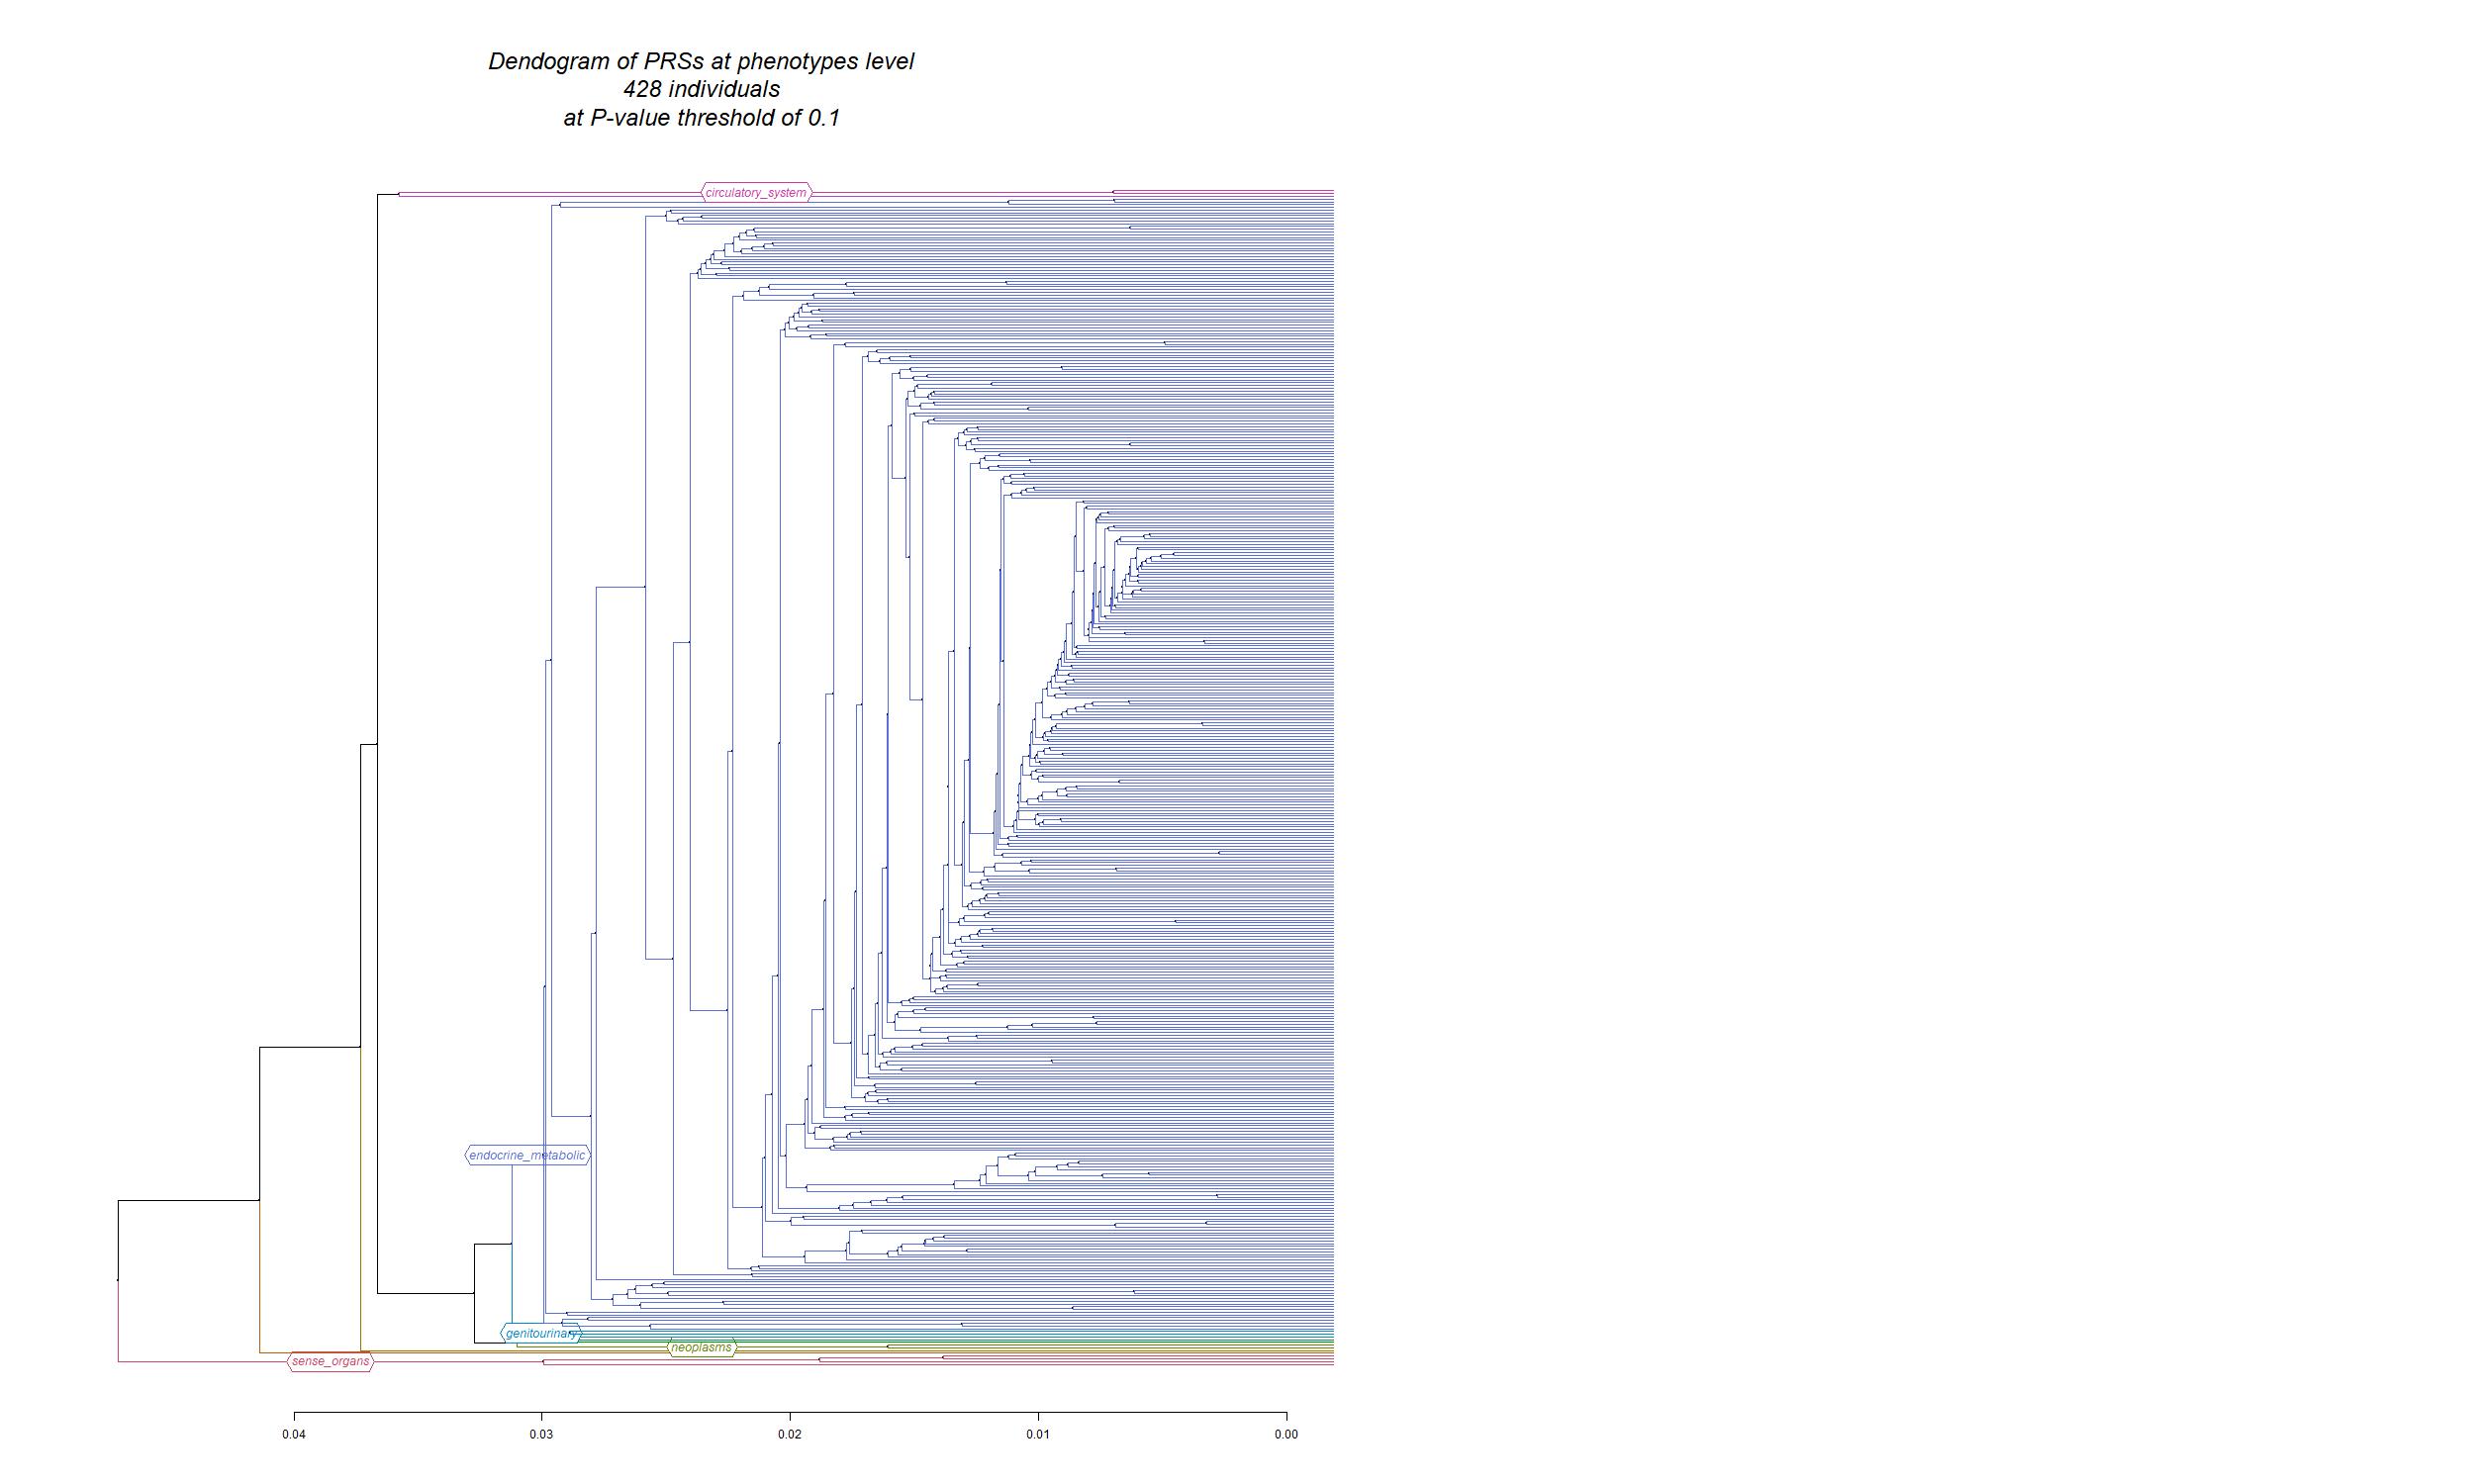 Dendogram of PRSs at phenotypes level
428 individuals
at P-value threshold of 0.1
circulatory_system
endocrine_metabolic
genitourinary
neoplasms
sense_organs
0.04 0.03 0.02 0.01 0.00